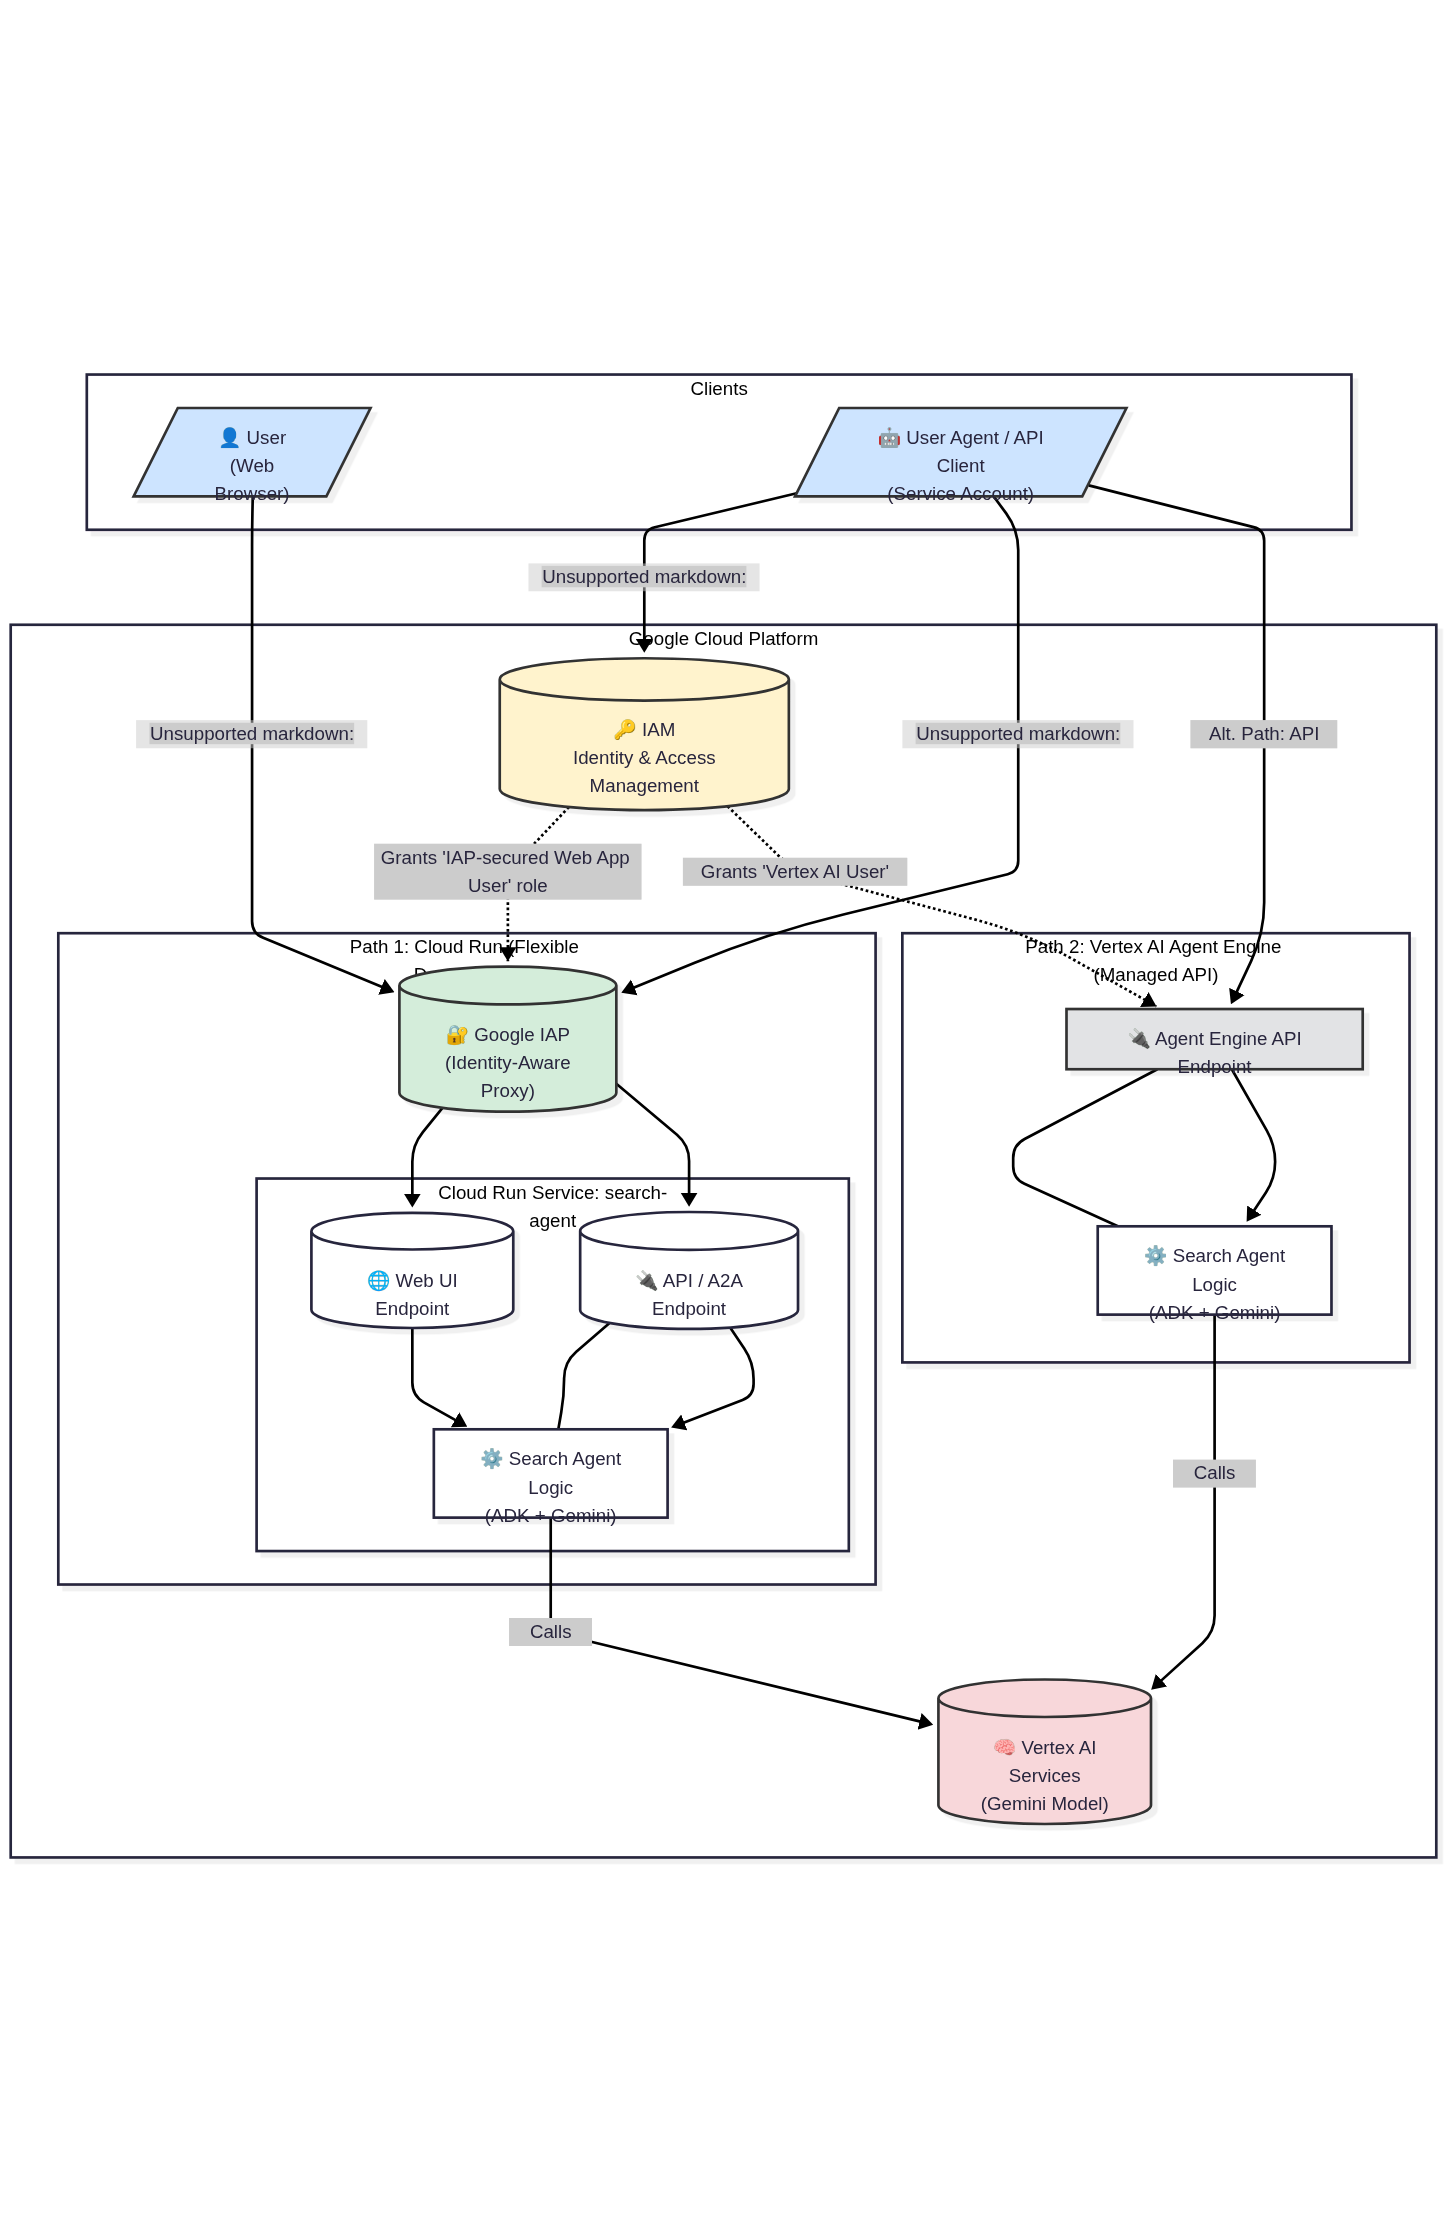 Clients
👤 User
(Web
Browser)
🤖 User Agent / API
Client
(Service Account)
Unsupported markdown:
Google Cloud Platform
🔑 IAM
Identity & Access
Management
Unsupported markdown:
Unsupported markdown:
Alt. Path: API
Grants 'IAP-secured Web App
User' role
Grants 'Vertex AI User'
Path 1: Cloud Run (Flexible
Path 2: Vertex AI Agent Engine
(Managed API)
🔐 Google IAP
(Identity-Aware
Proxy)
🔌 Agent Engine API
Endpoint
Cloud Run Service: search-
agent
🌐 Web UI
Endpoint
🔌 API / A2A
Endpoint
⚙️ Search Agent
Logic
(ADK + Gemini)
⚙️ Search Agent
Logic
(ADK + Gemini)
Calls
Calls
🧠 Vertex AI
Services
(Gemini Model)